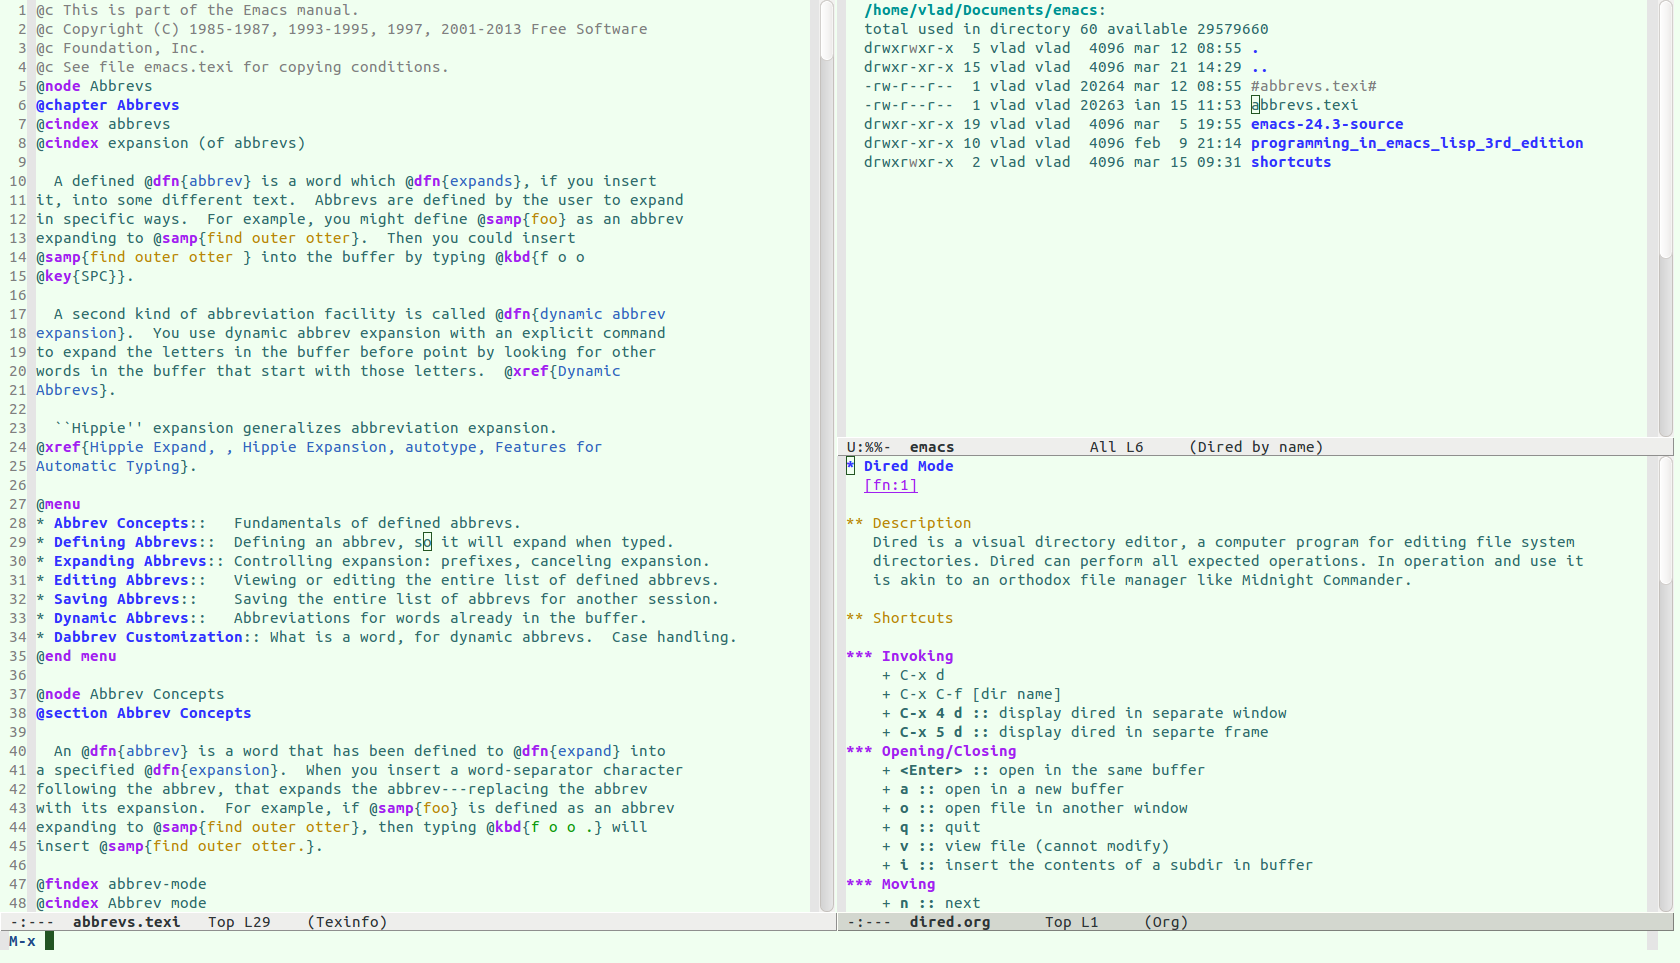 1 @c This is part of the Emacs manual.
2 @c Copyright (C) 1985-1987, 1993-1995, 1997, 2001-2013 Free Software
3 @c Foundation, Inc.
4 @c See file emacs.texi for copying conditions.
5 @node Abbrevs
6 @chapter Abbrevs
7 @cindex abbrevs
8 @cindex expansion (of abbrevs)
9
10   A defined @dfn{abbrev} is a word which @dfn{expands}, if you insert
11 it, into some different text.  Abbrevs are defined by the user to expand
12 in specific ways.  For example, you might define @samp{foo} as an abbrev
13 expanding to @samp{find outer otter}.  Then you could insert
14 @samp{find outer otter } into the buffer by typing @kbd{f o o
15 @key{SPC}}.
16
17   A second kind of abbreviation facility is called @dfn{dynamic abbrev
18 expansion}.  You use dynamic abbrev expansion with an explicit command
19 to expand the letters in the buffer before point by looking for other
20 words in the buffer that start with those letters.  @xref{Dynamic
21 Abbrevs}.
22
23   ``Hippie'' expansion generalizes abbreviation expansion.
24 @xref{Hippie Expand, , Hippie Expansion, autotype, Features for
25 Automatic Typing}.
26
27 @menu
28 * Abbrev Concepts::   Fundamentals of defined abbrevs.
29 * Defining Abbrevs::  Defining an abbrev, so it will expand when typed.
30 * Expanding Abbrevs:: Controlling expansion: prefixes, canceling expansion.
31 * Editing Abbrevs::   Viewing or editing the entire list of defined abbrevs.
32 * Saving Abbrevs::    Saving the entire list of abbrevs for another session.
33 * Dynamic Abbrevs::   Abbreviations for words already in the buffer.
34 * Dabbrev Customization:: What is a word, for dynamic abbrevs.  Case handling.
35 @end menu
36
37 @node Abbrev Concepts
38 @section Abbrev Concepts
39
40   An @dfn{abbrev} is a word that has been defined to @dfn{expand} into
41 a specified @dfn{expansion}.  When you insert a word-separator character
42 following the abbrev, that expands the abbrev---replacing the abbrev
43 with its expansion.  For example, if @samp{foo} is defined as an abbrev
44 expanding to @samp{find outer otter}, then typing @kbd{f o o .} will
45 insert @samp{find outer otter.}.
46
47 @findex abbrev-mode
48 @cindex Abbrev mode
-:---  abbrevs.texi   Top L29    (Texinfo)
M-x
/home/vlad/Documents/emacs:
total used in directory 60 available 29579660
drwxrwxr-x  5 vlad vlad  4096 mar 12 08:55 .
drwxr-xr-x 15 vlad vlad  4096 mar 21 14:29 ..
-rw-r--r--  1 vlad vlad 20264 mar 12 08:55 #abbrevs.texi#
-rw-r--r--  1 vlad vlad 20263 ian 15 11:53 abbrevs.texi
drwxr-xr-x 19 vlad vlad  4096 mar  5 19:55 emacs-24.3-source
drwxr-xr-x 10 vlad vlad  4096 feb  9 21:14 programming_in_emacs_lisp_3rd_edition
drwxrwxr-x  2 vlad vlad  4096 mar 15 09:31 shortcuts
U:%%-  emacs               All L6     (Dired by name)
* Dired Mode
[fn:1]
** Description
Dired is a visual directory editor, a computer program for editing file system
directories. Dired can perform all expected operations. In operation and use it
is akin to an orthodox file manager like Midnight Commander.
** Shortcuts
*** Invoking
+ C-x d
+ C-x C-f [dir name]
+ C-x 4 d :: display dired in separate window
+ C-x 5 d :: display dired in separte frame
*** Opening/Closing
+ <Enter> :: open in the same buffer
+ a :: open in a new buffer
+ o :: open file in another window
+ q :: quit
+ v :: view file (cannot modify)
+ i :: insert the contents of a subdir in buffer
*** Moving
+ n :: next
-:---  dired.org      Top L1     (Org)